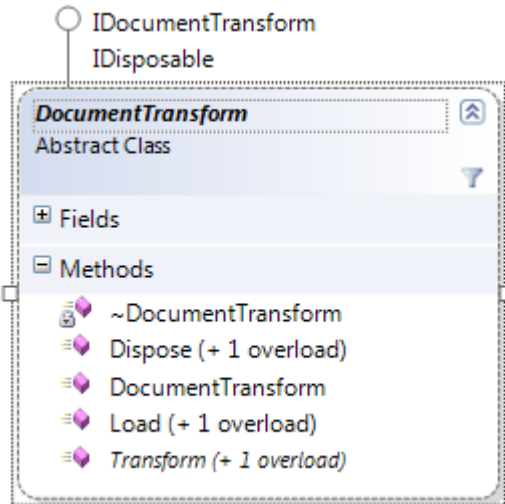 IDocumentTransform
IDisposable
DocumentTransform
Abstract Class
Fields
Methods
~DocumentTransform
Dispose (+ 1 overload)
DocumentTransform
Load (+ 1 overload)
Transform (+ 1 overload)